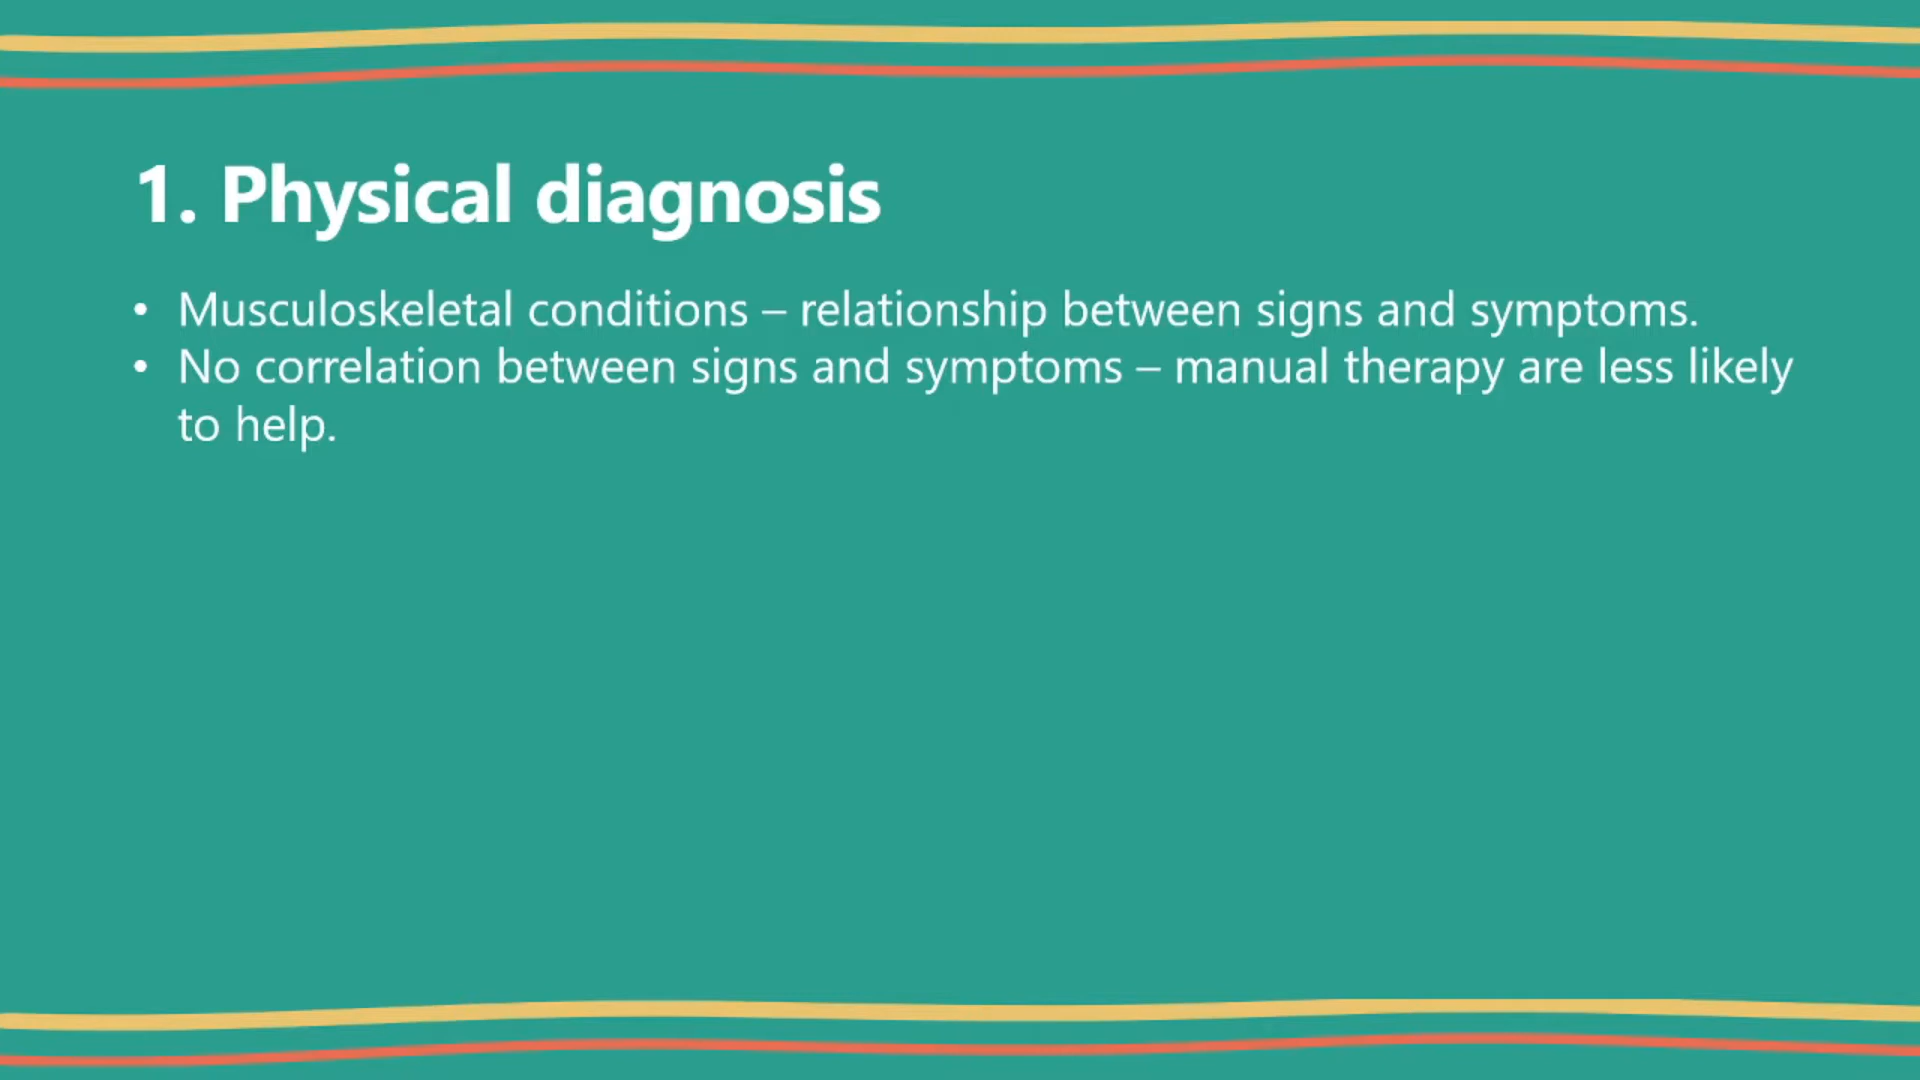 1. Physical diagnosis
• Musculoskeletal conditions – relationship between signs and symptoms.
• No correlation between signs and symptoms – manual therapy are less likely
to help.